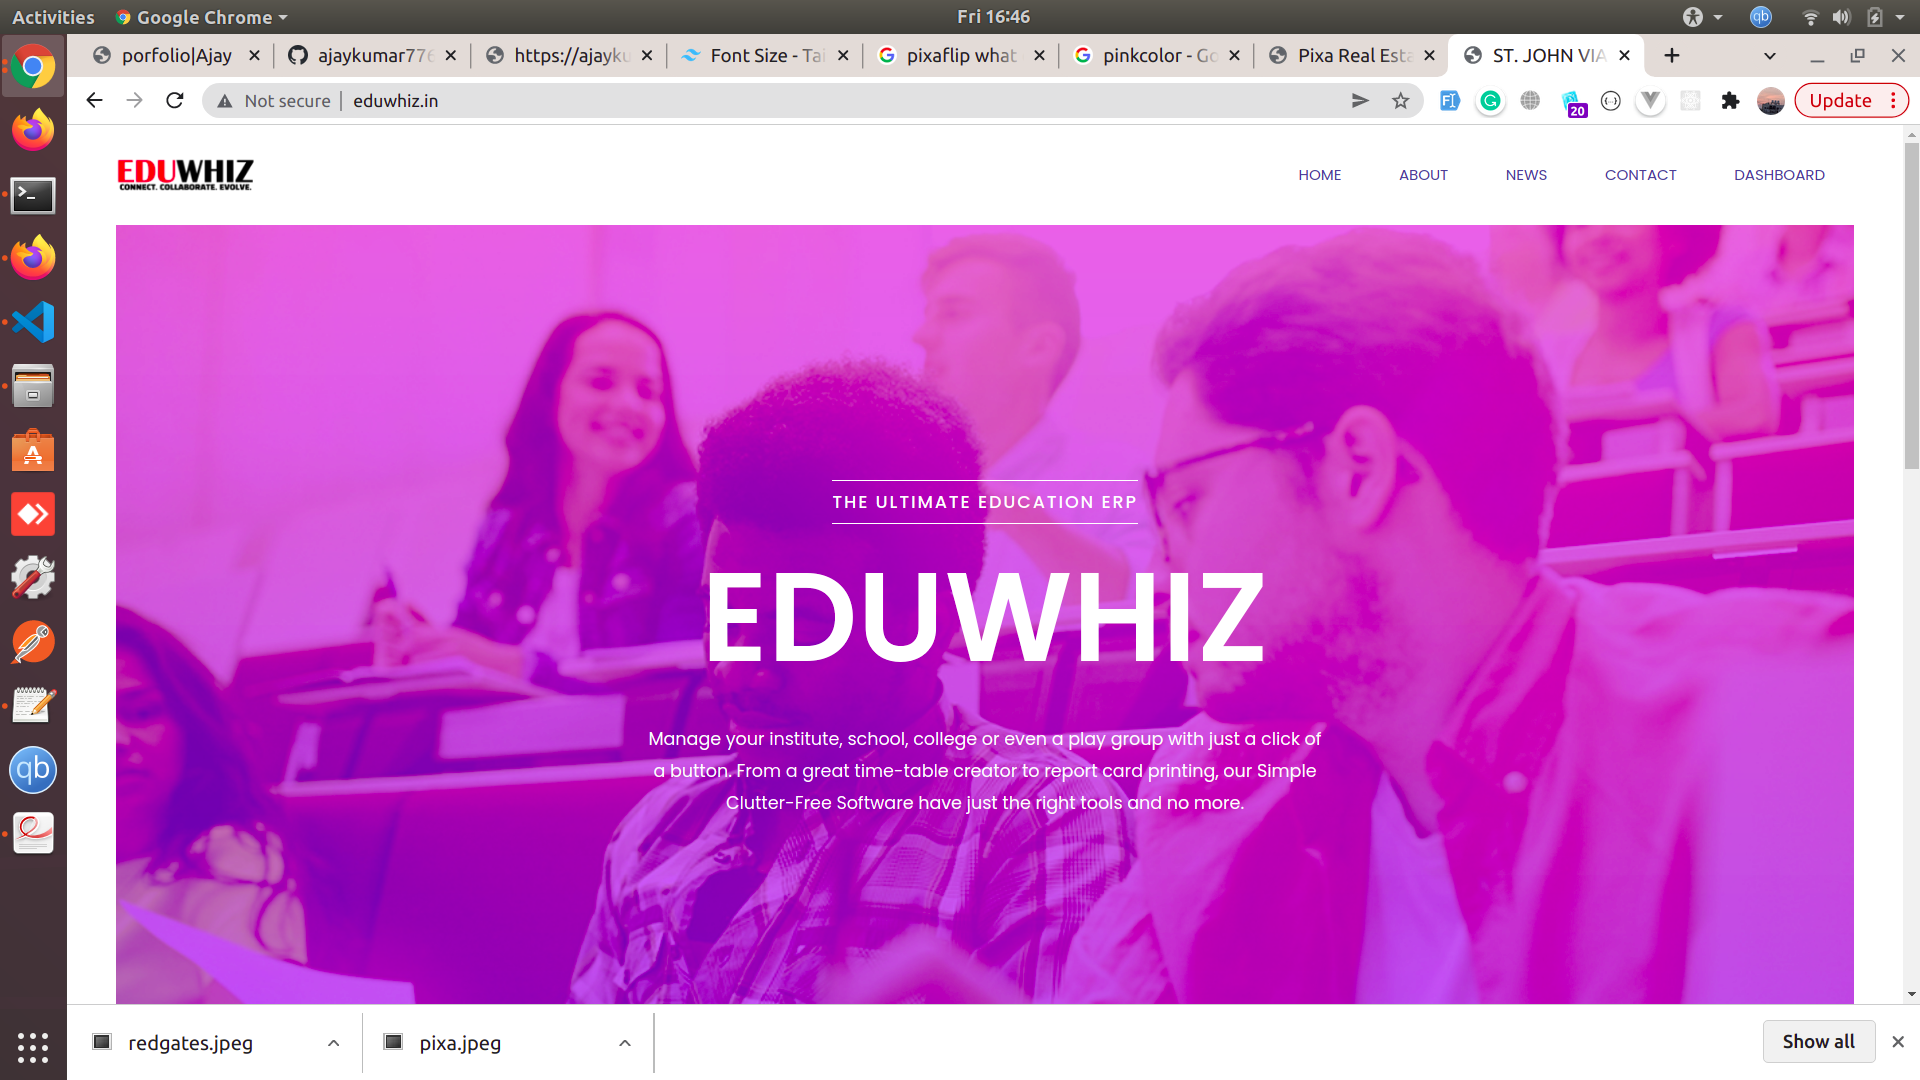 Activities
Google Chrome
Fri 16:46
qb
porfolio|Ajay
ajaykumar776
https://ajayku
Font Size - Tai
pixaflip what
pinkcolor - Go
Pixa Real Esta
ST. JOHN VIA
Not secure
eduwhiz.in
20
Update
EDUWHIZ
CONNECT. COLLABORATE. EVOLVE.
HOME
ABOUT
NEWS
CONTACT
DASHBOARD
THE ULTIMATE EDUCATION ERP
EDUWHIZ
Manage your institute, school, college or even a play group with just a click of
a button. From a great time-table creator to report card printing, our Simple
Clutter-Free Software have just the right tools and no more.
qb
redgates.jpeg
pixa.jpeg
Show all